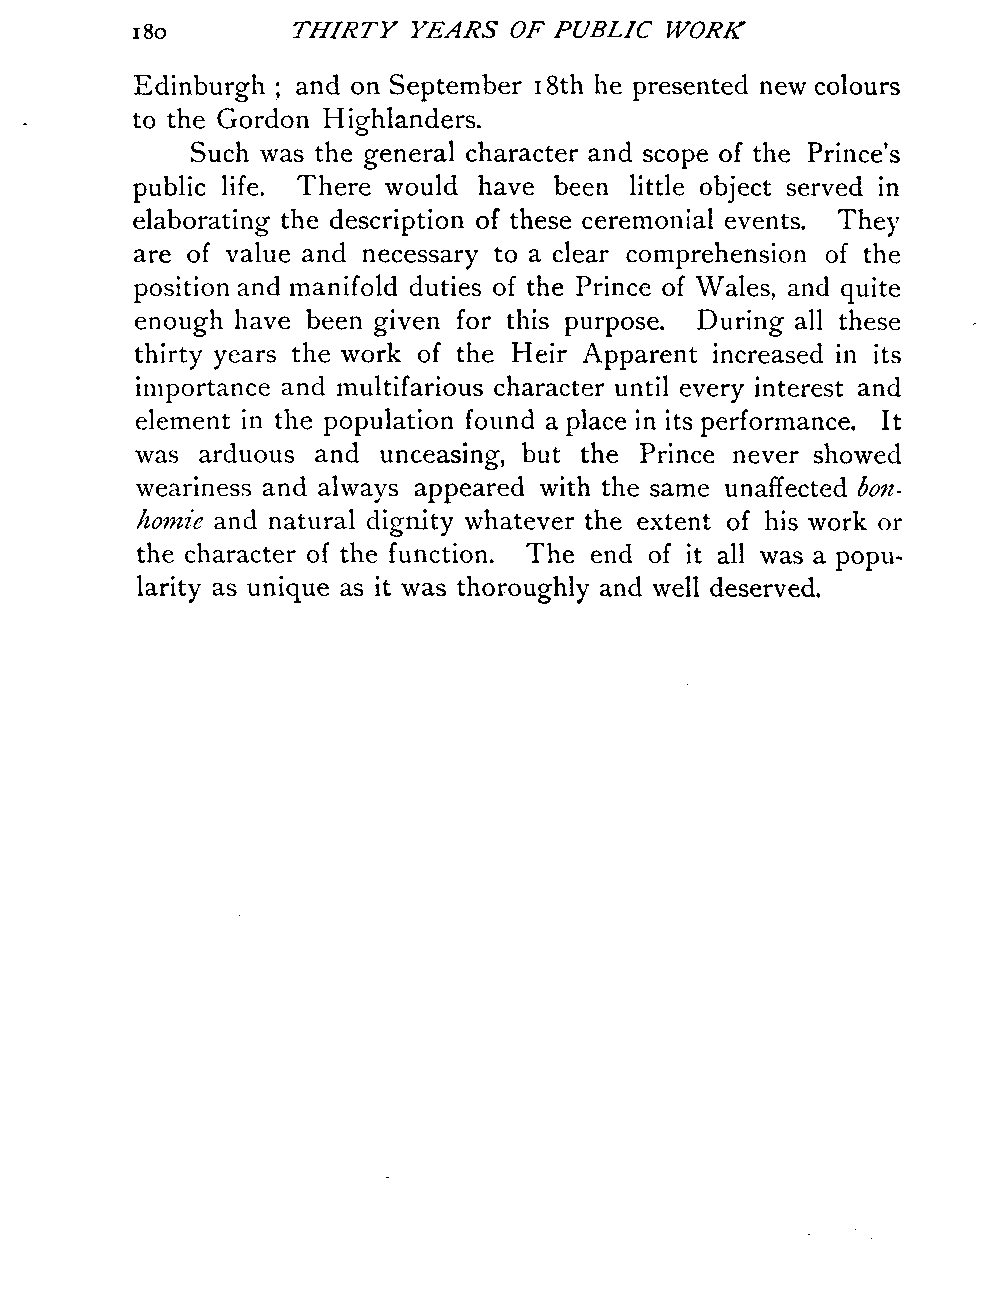 180 THIRTY YEARS OF PUBLIC WORK
Edinburgh ; and on September 18th he presented new colours
to the Gordon Highlanders.
Such was the general character and scope of the Prince's
public life. There would have been little object served in
elaborating the description of these ceremonial events. They
are of value and necessary to a clear comprehension of the
position and manifold duties of the Prince of Wales, and quite
enough have been given for this purpose. During all these
thirty years the work of the Heir Apparent increased in its
importance and multifarious character until every interest and
element in the population found a place in its performance. It
was arduous and unceasing, but the Prince never showed
weariness and always appeared with the same unaffected bon-
homie and natural dignity whatever the extent of his work or
the character of the function. The end of it all was a popu-
larity as unique as it was thoroughly and well deserved.